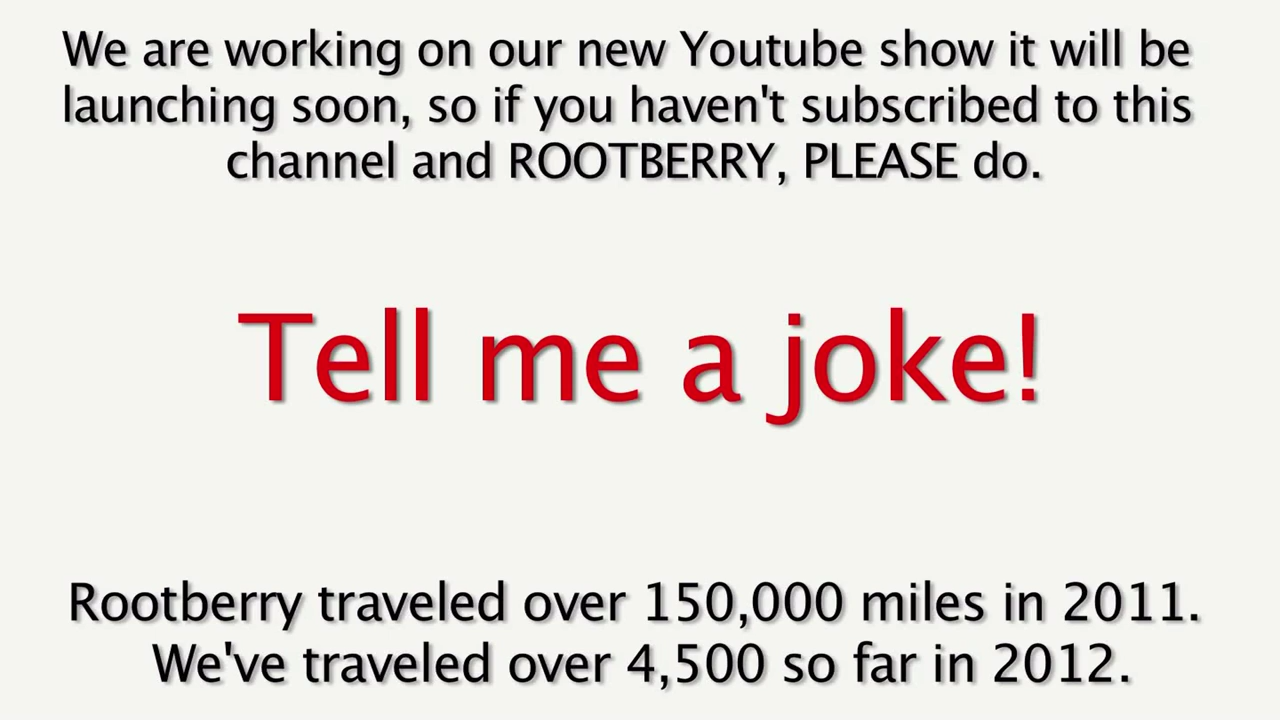 We are working on our new Youtube show it will be
launching soon, so if you haven't subscribed to this
channel and ROOTBERRY, PLEASE do.
Tell me a joke!
Rootberry traveled over 150,000 miles in 2011.
We've traveled over 4,500 so far in 2012.